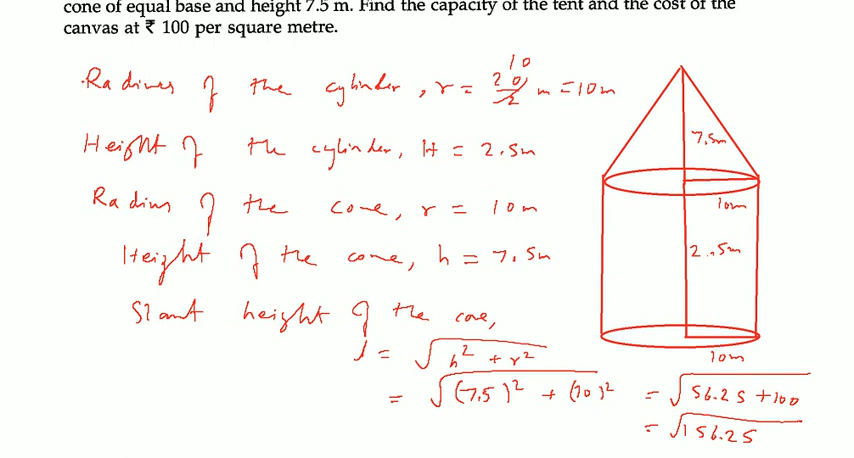 cone of equal base and height 7.5 m. Find the capacity of the tent and the cost of the
canvas at ₹ 100 per square metre.
Radius of the cylinder, r = 20/2 m = 10m
10
Height of the cylinder, H = 2.5m
Radius of the cone, r = 10m
Height of the cone, h = 7.5m
Slant height of the cone,
l = √h² + r²
= √(7.5)² + (10)² = √56.25 + 100
= √156.25
7.5m
10m
2.5m
10m